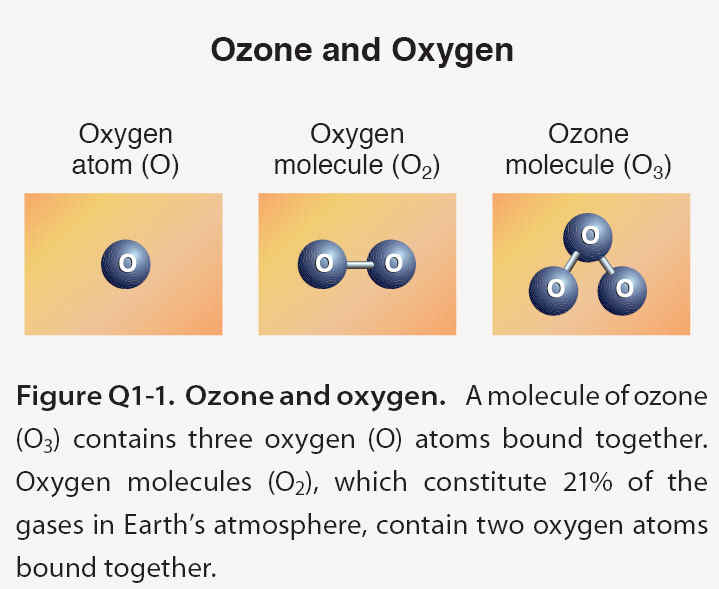 Ozone and Oxygen
Oxygen
atom (O)
Oxygen
molecule (O₂)
Ozone
molecule (O₃)
O
O
O
O
O
O
Figure Q1-1. Ozone and oxygen. A molecule of ozone
(O₃) contains three oxygen (O) atoms bound together.
Oxygen molecules (O₂), which constitute 21% of the
gases in Earth’s atmosphere, contain two oxygen atoms
bound together.